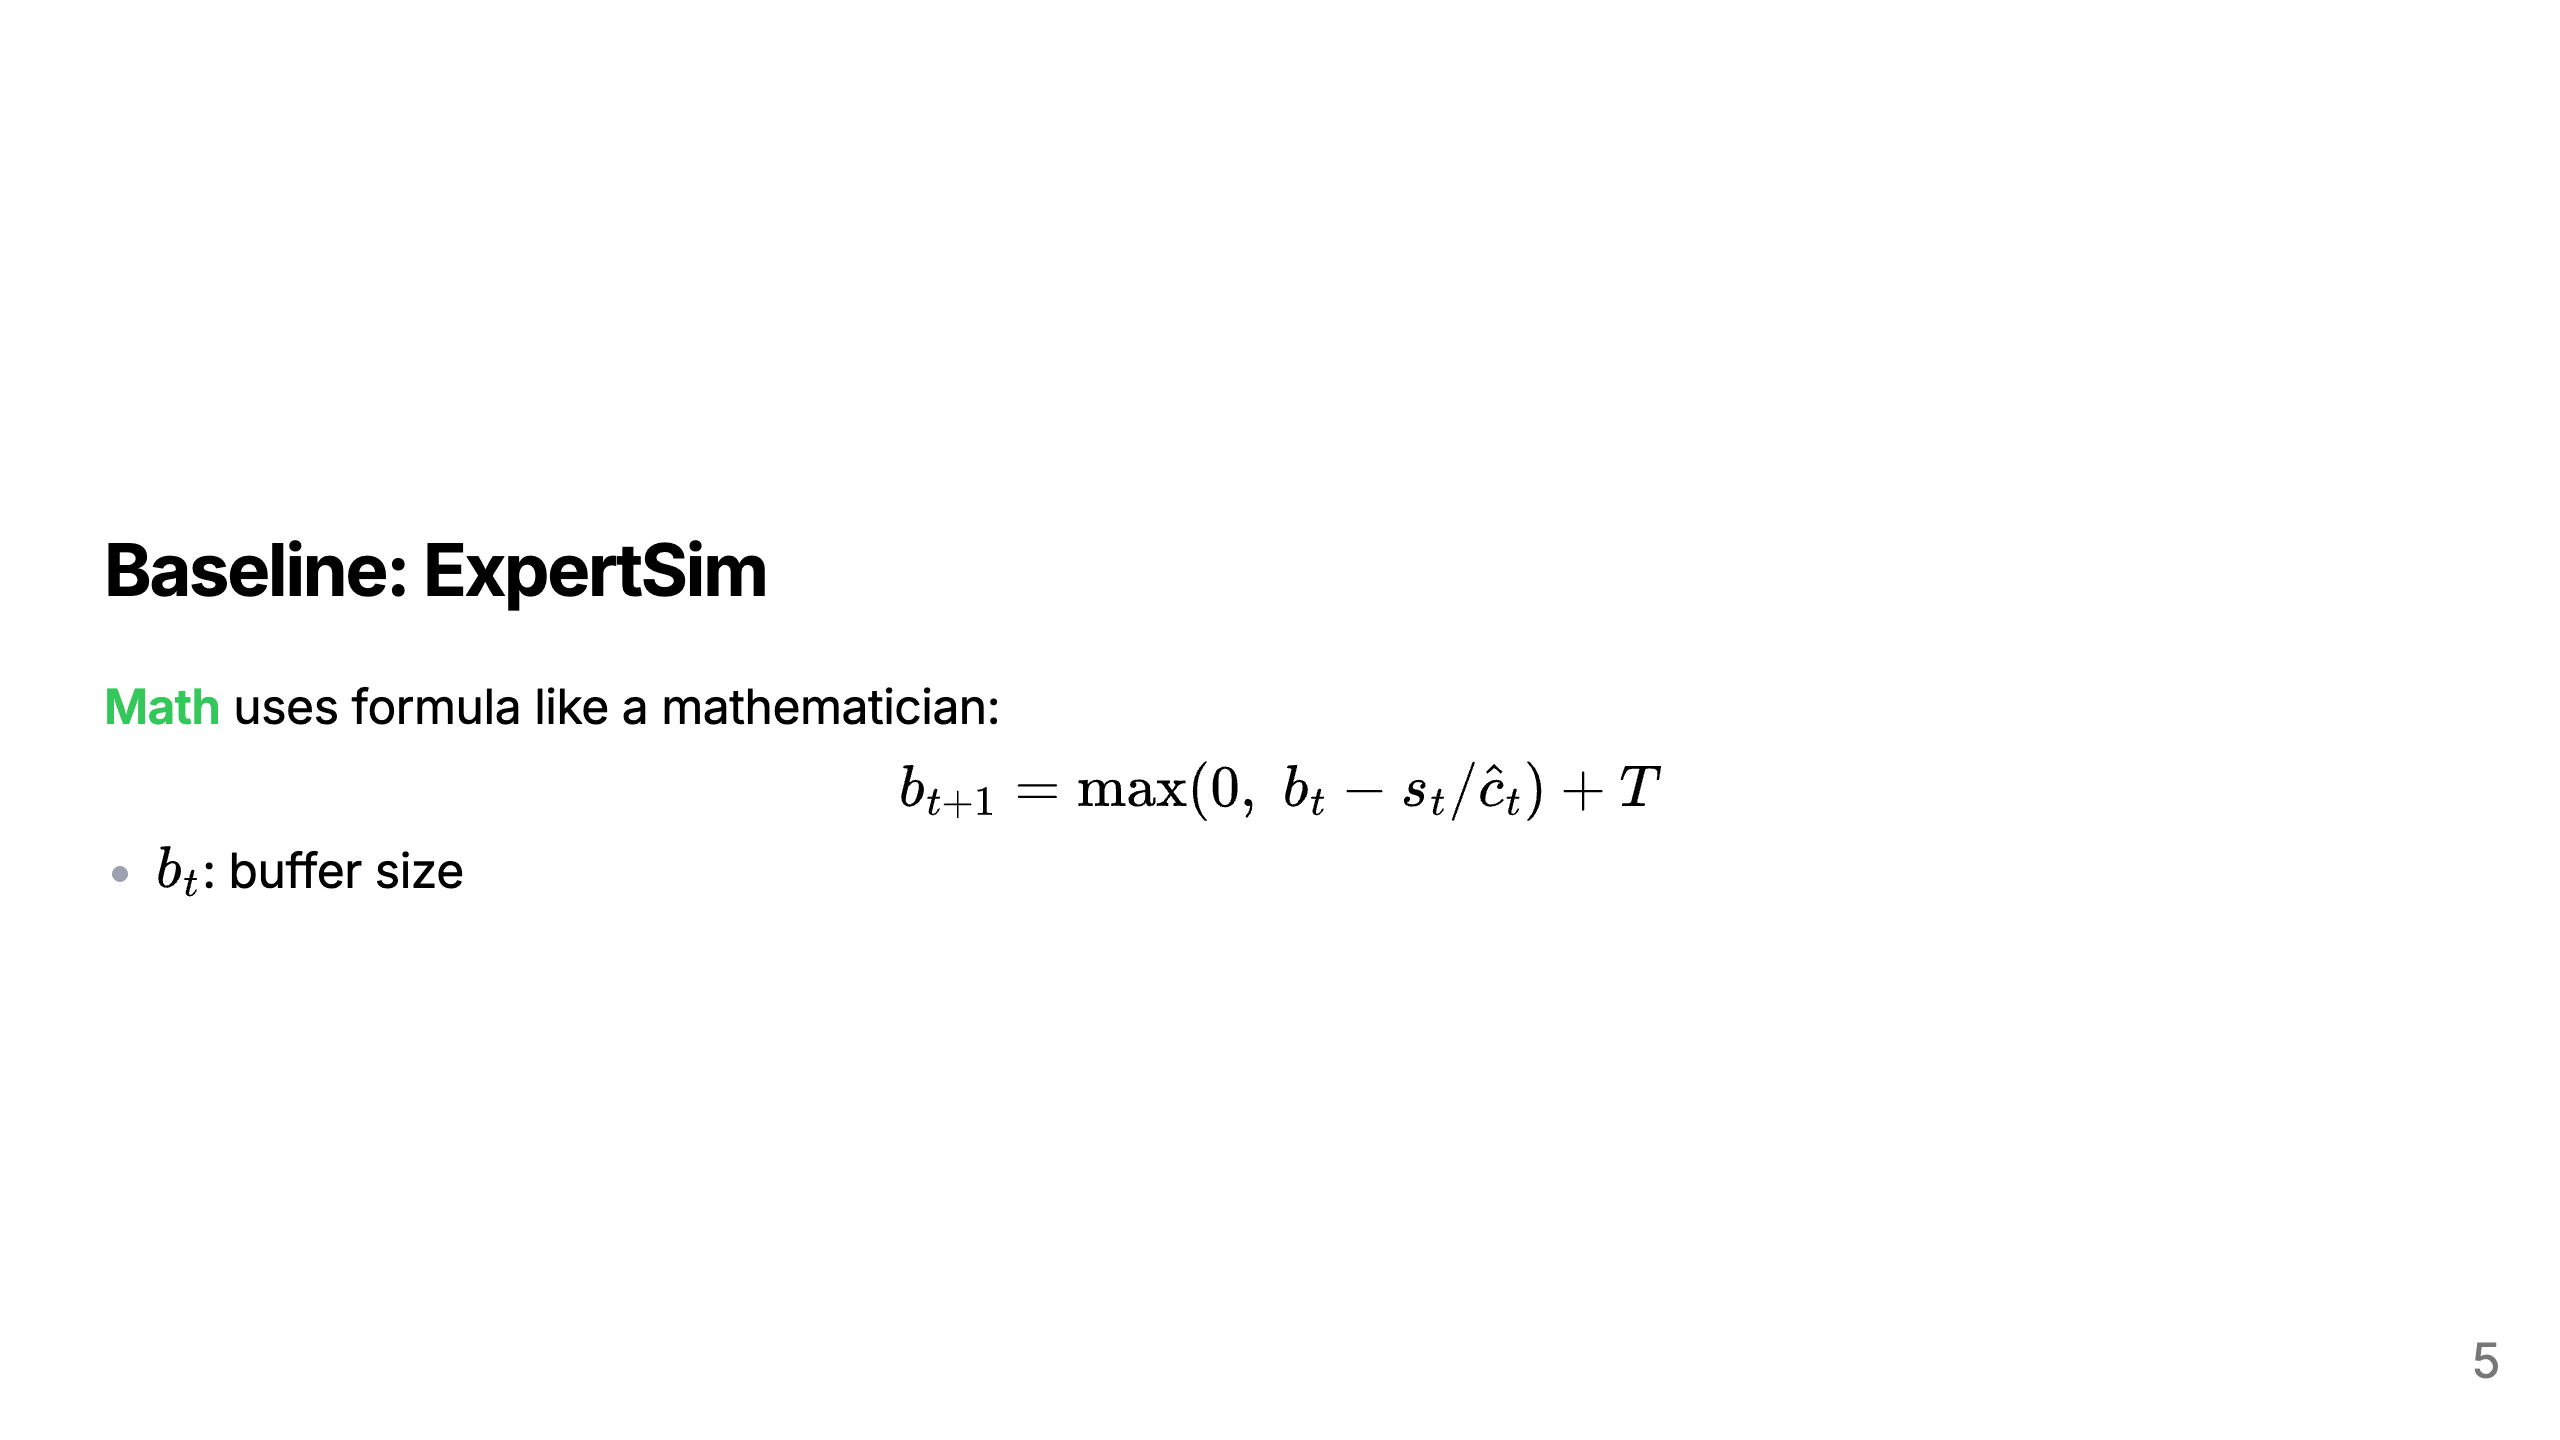 Baseline: ExpertSim
Math uses formula like a mathematician:
b_{t+1} = max(0, b_t − s_t/ĉ_t) + T
• b_t: buffer size
5